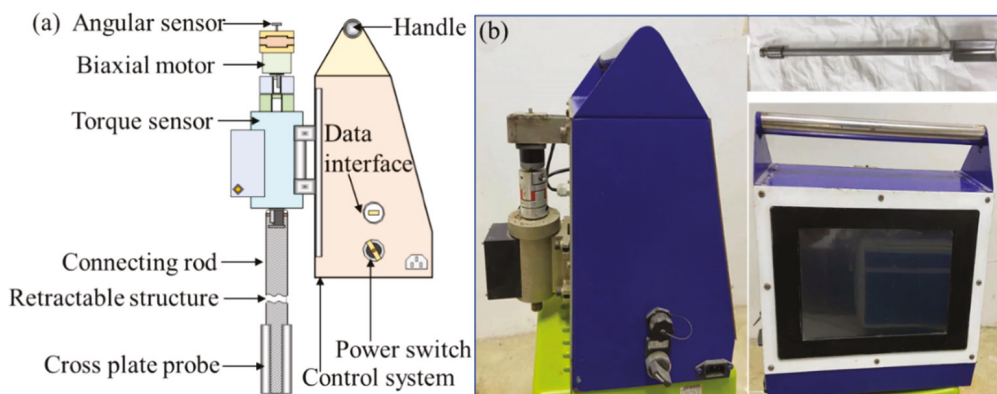 (a)
Angular sensor
Biaxial motor
Torque sensor
Connecting rod
Retractable structure
Cross plate probe
Handle
Data
interface
Power switch
Control system
(b)